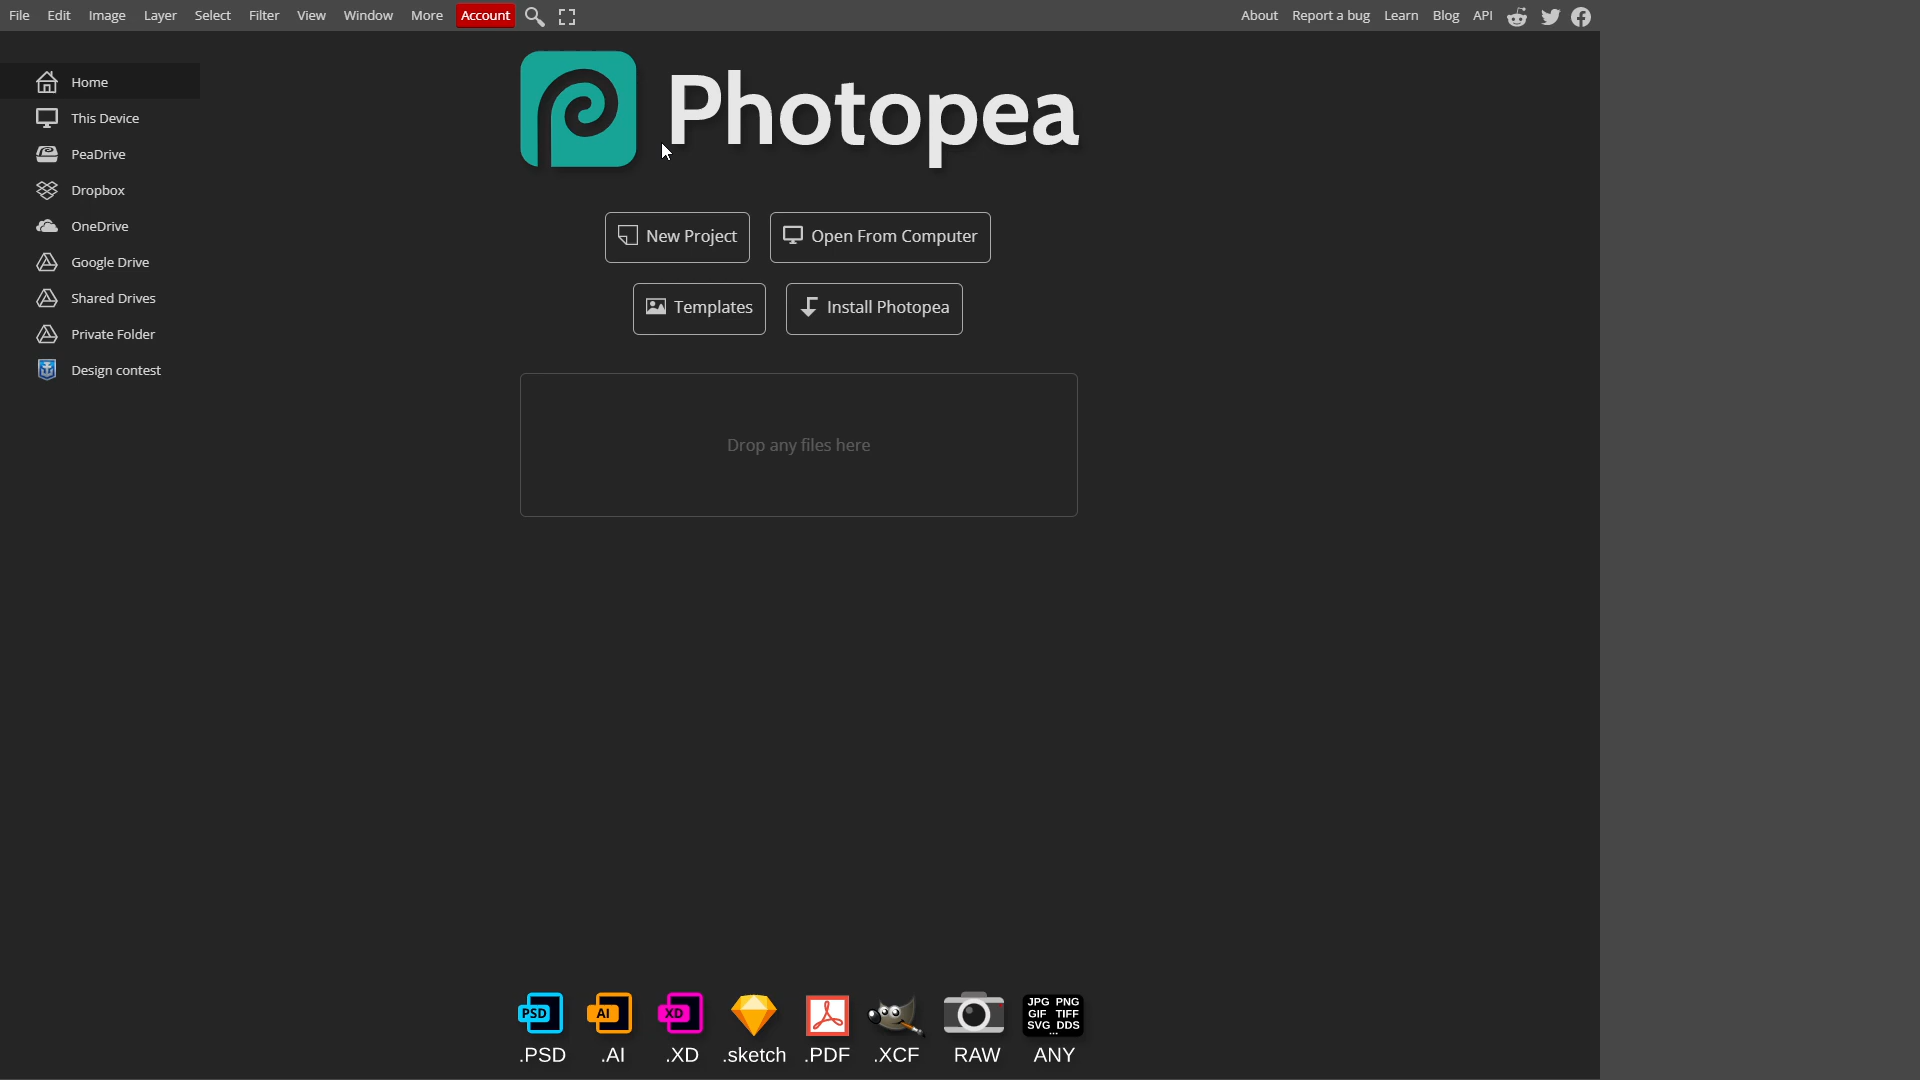 File Edit Image Layer Select Filter View Window More Account About Report a bug Learn Blog API
Photopea
Home
This Device
PeaDrive
Dropbox
OneDrive
Google Drive
Shared Drives
Private Folder
Design contest
New Project Open From Computer
Templates Install Photopea
Drop any files here
PSD AI XD JPG PNG
GIF TIFF
SVG DDS
...
.PSD .AI .XD .sketch .PDF .XCF RAW ANY